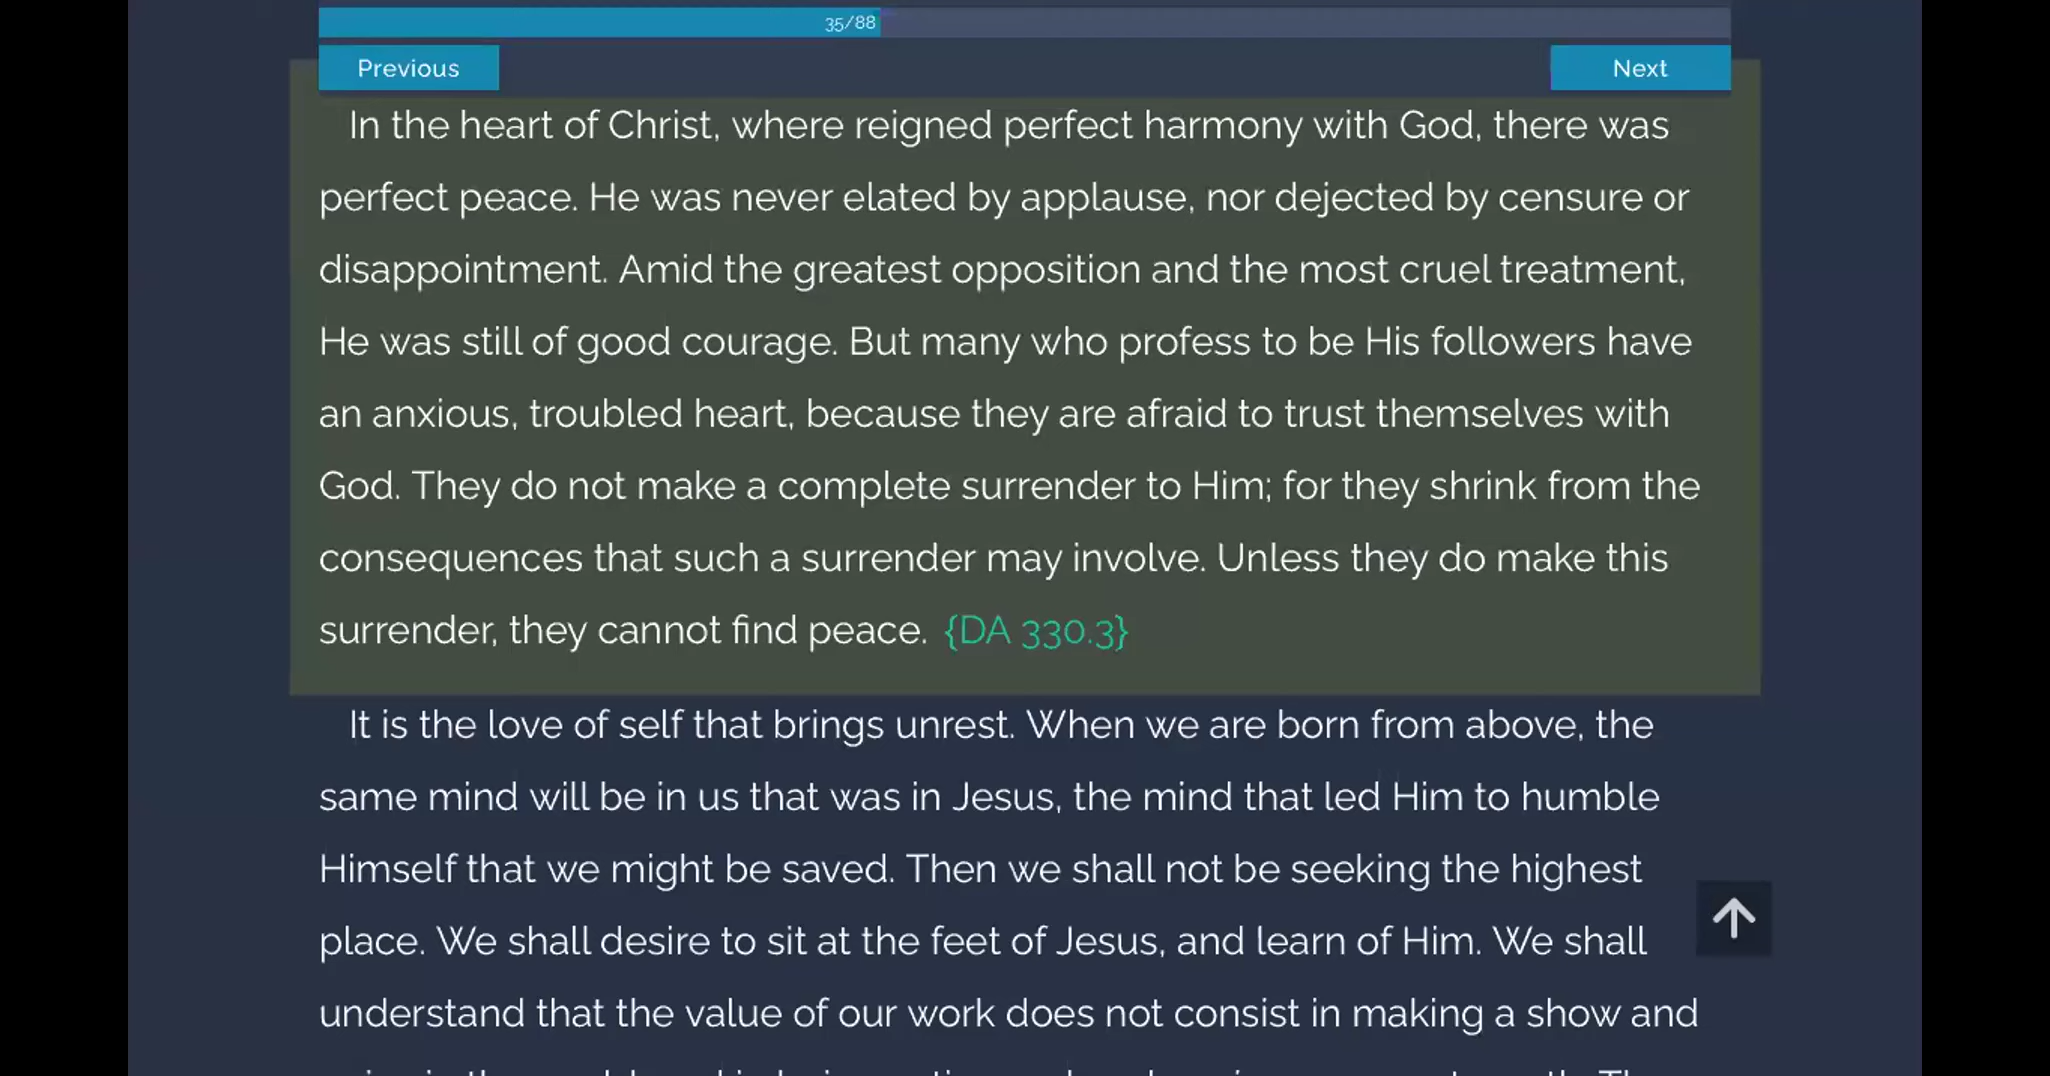 35/88
Previous
Next
In the heart of Christ, where reigned perfect harmony with God, there was
perfect peace. He was never elated by applause, nor dejected by censure or
disappointment. Amid the greatest opposition and the most cruel treatment,
He was still of good courage. But many who profess to be His followers have
an anxious, troubled heart, because they are afraid to trust themselves with
God. They do not make a complete surrender to Him; for they shrink from the
consequences that such a surrender may involve. Unless they do make this
surrender, they cannot find peace. {DA 330.3}
It is the love of self that brings unrest. When we are born from above, the
same mind will be in us that was in Jesus, the mind that led Him to humble
Himself that we might be saved. Then we shall not be seeking the highest
place. We shall desire to sit at the feet of Jesus, and learn of Him. We shall
understand that the value of our work does not consist in making a show and